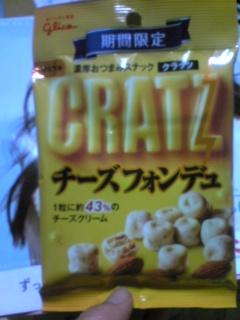 glico
期間限定
濃厚おつまみスナック クラッツ
CRATZ
チーズフォンデュ
1粒に約43%の
チーズクリーム
ずっ